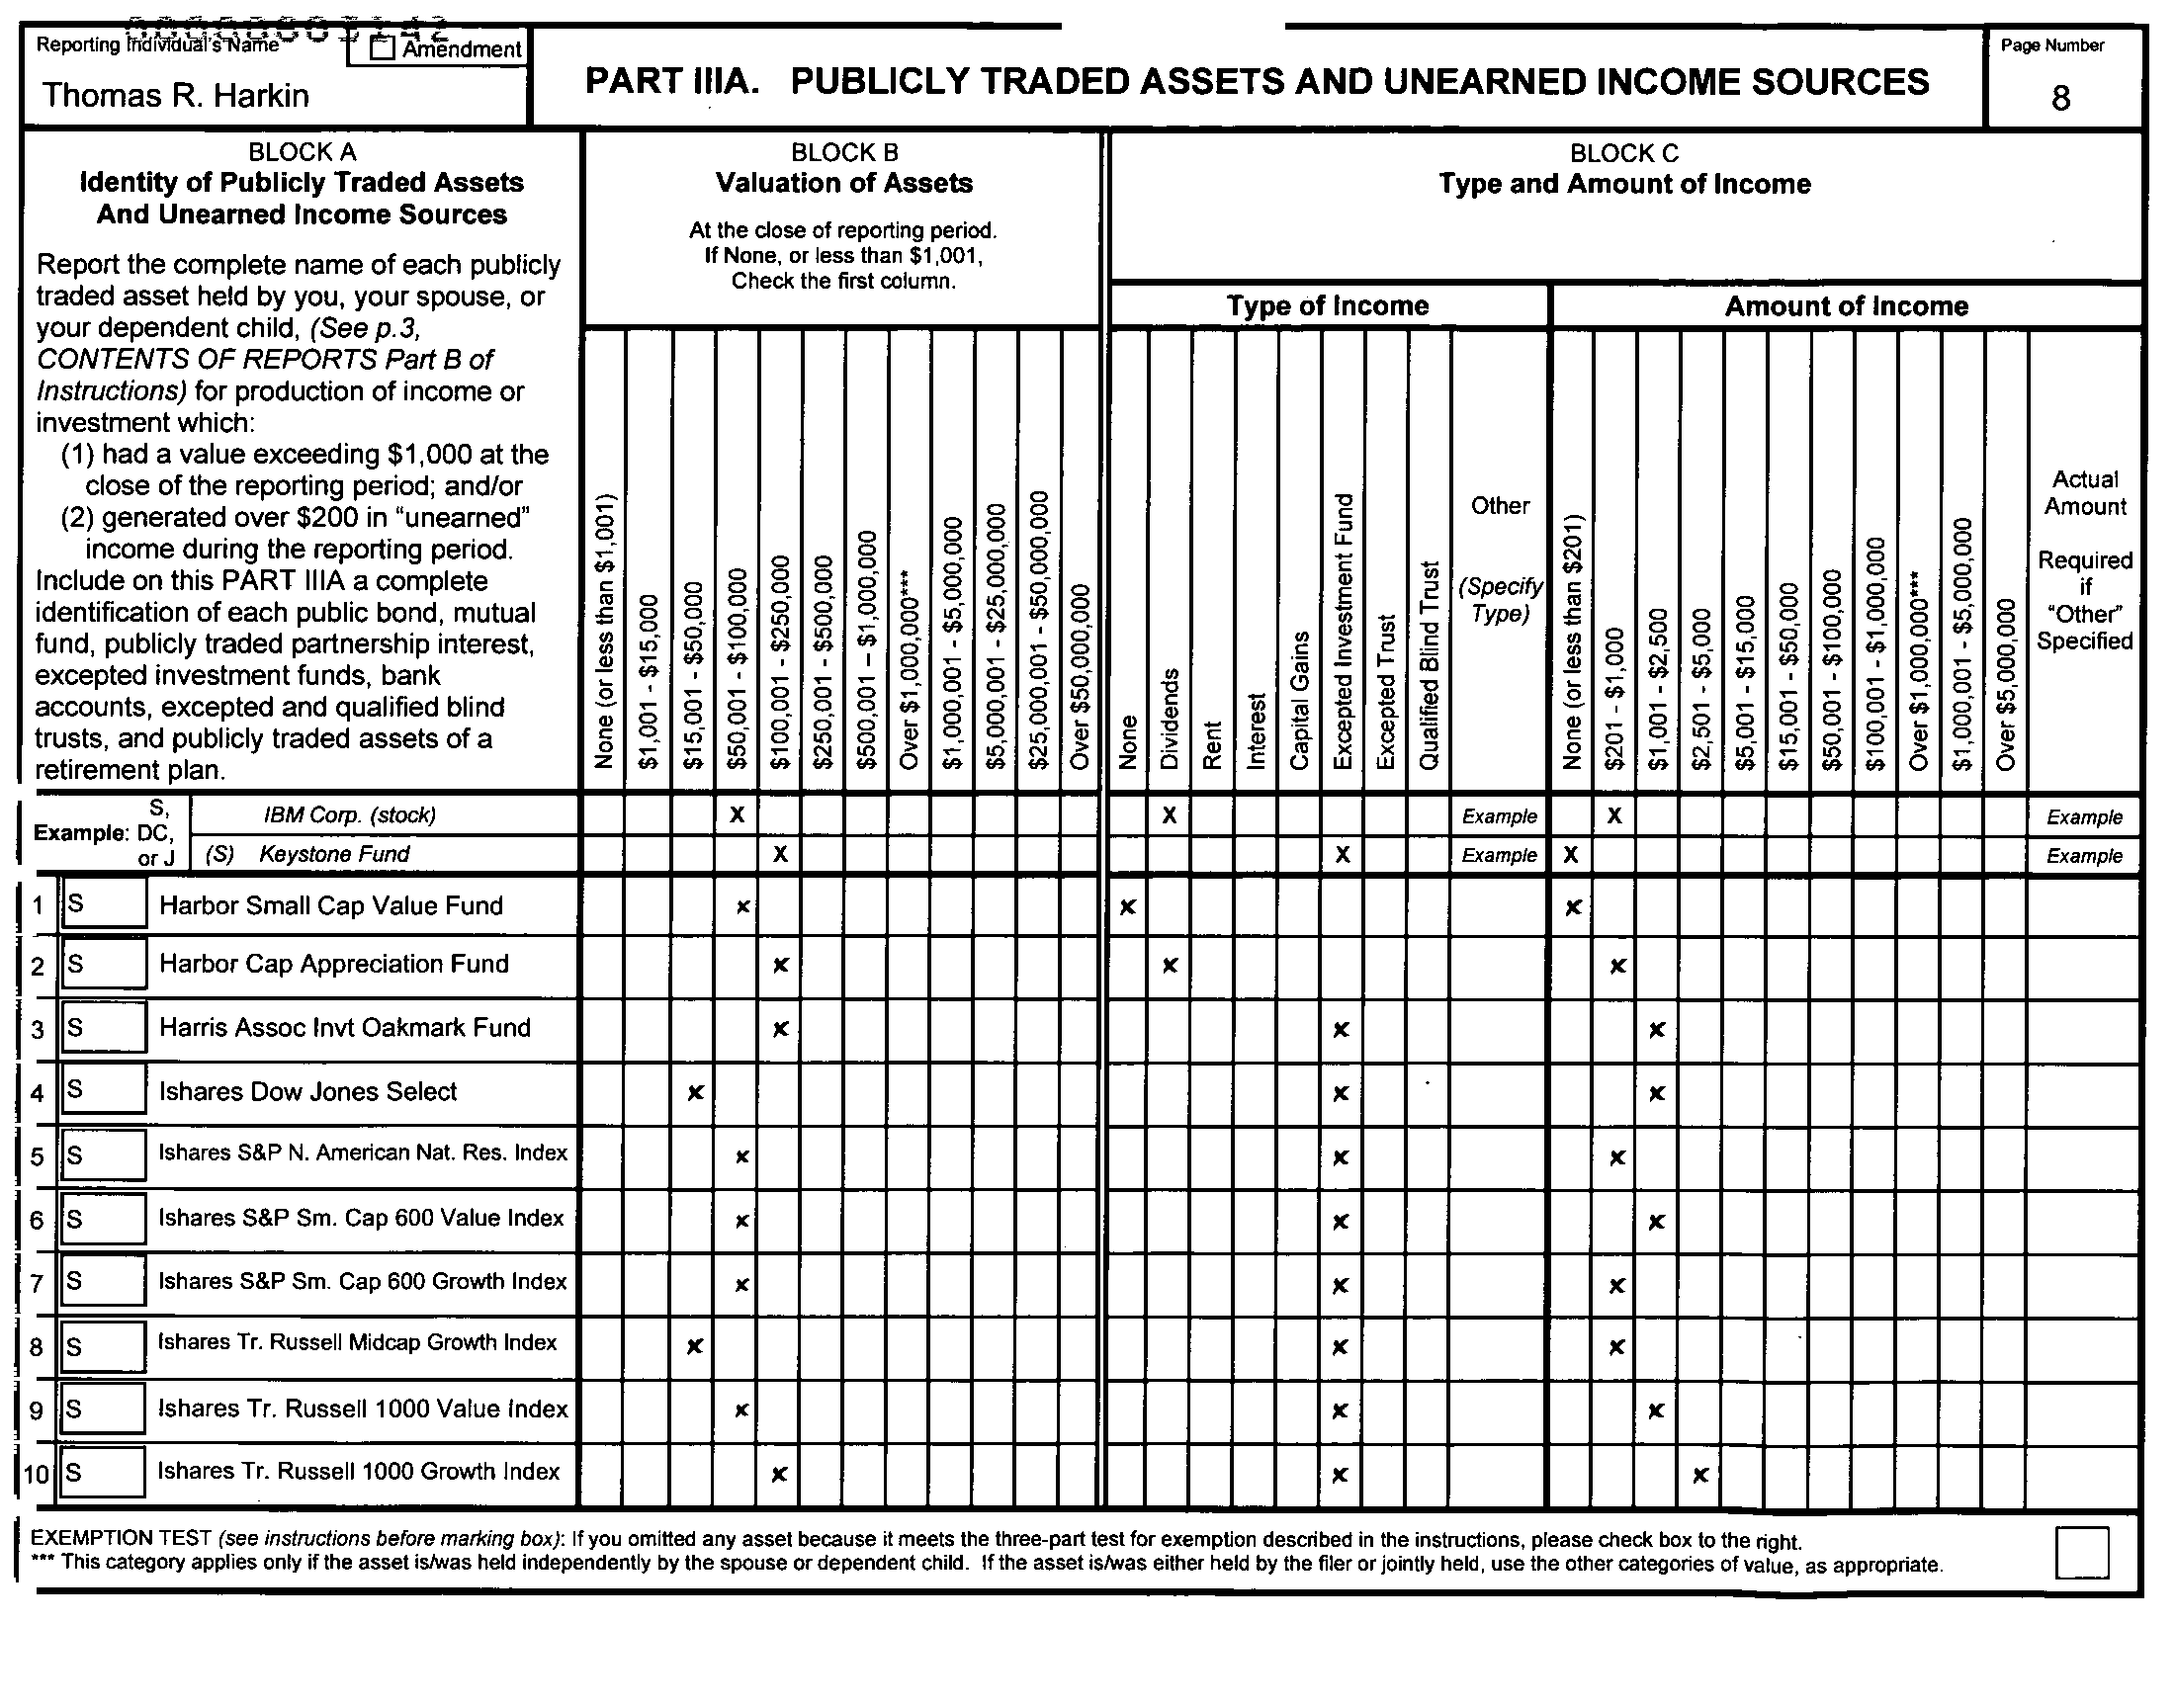 Reporting Individual's Name
Amendment
Thomas R. Harkin
PART IIIA. PUBLICLY TRADED ASSETS AND UNEARNED INCOME SOURCES
Page Number
8
BLOCK A
Identity of Publicly Traded Assets
And Unearned Income Sources
Report the complete name of each publicly
traded asset held by you, your spouse, or
your dependent child, (See p.3,
CONTENTS OF REPORTS Part B of
Instructions) for production of income or
investment which:
(1) had a value exceeding $1,000 at the
close of the reporting period; and/or
(2) generated over $200 in "unearned"
income during the reporting period.
Include on this PART IIIA a complete
identification of each public bond, mutual
fund, publicly traded partnership interest,
excepted investment funds, bank
accounts, excepted and qualified blind
trusts, and publicly traded assets of a
retirement plan.
BLOCK B
Valuation of Assets
At the close of reporting period.
If None, or less than $1,001,
Check the first column.
None (or less than $1,001)
$1,001 - $15,000
$15,001 - $50,000
$50,001 - $100,000
$100,001 - $250,000
$250,001 - $500,000
$500,001 – $1,000,000
Over $1,000,000***
$1,000,001 - $5,000,000
$5,000,001 - $25,000,000
$25,000,001 - $50,000,000
Over $50,000,000
BLOCK C
Type and Amount of Income
Type of Income
None
Dividends
Rent
Interest
Capital Gains
Excepted Investment Fund
Excepted Trust
Qualified Blind Trust
Other
(Specify
Type)
Amount of Income
None (or less than $201)
$201 - $1,000
$1,001 - $2,500
$2,501 - $5,000
$5,001 - $15,000
$15,001 - $50,000
$50,001 - $100,000
$100,001 - $1,000,000
Over $1,000,000***
$1,000,001 - $5,000,000
Over $5,000,000
Actual
Amount
Required
if
"Other"
Specified
Example: S, DC, or J
IBM Corp. (stock) X X Example X Example
(S) Keystone Fund X X Example X Example
1 S Harbor Small Cap Value Fund x x x
2 S Harbor Cap Appreciation Fund x x x
3 S Harris Assoc Invt Oakmark Fund x x x
4 S Ishares Dow Jones Select x x x
5 S Ishares S&P N. American Nat. Res. Index x x x
6 S Ishares S&P Sm. Cap 600 Value Index x x x
7 S Ishares S&P Sm. Cap 600 Growth Index x x x
8 S Ishares Tr. Russell Midcap Growth Index x x x
9 S Ishares Tr. Russell 1000 Value Index x x x
10 S Ishares Tr. Russell 1000 Growth Index x x x
EXEMPTION TEST (see instructions before marking box): If you omitted any asset because it meets the three-part test for exemption described in the instructions, please check box to the right.
*** This category applies only if the asset is/was held independently by the spouse or dependent child. If the asset is/was either held by the filer or jointly held, use the other categories of value, as appropriate.